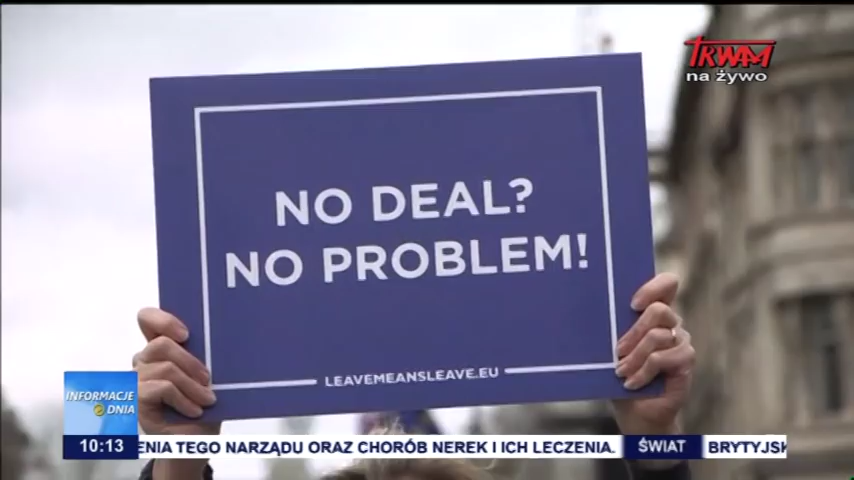 TRWAM
na żywo
NO DEAL?
NO PROBLEM!
LEAVEMEANSLEAVE.EU
INFORMACJE
DNIA
10:13 ENIA TEGO NARZĄDU ORAZ CHORÓB NEREK I ICH LECZENIA. ŚWIAT BRYTYJSK